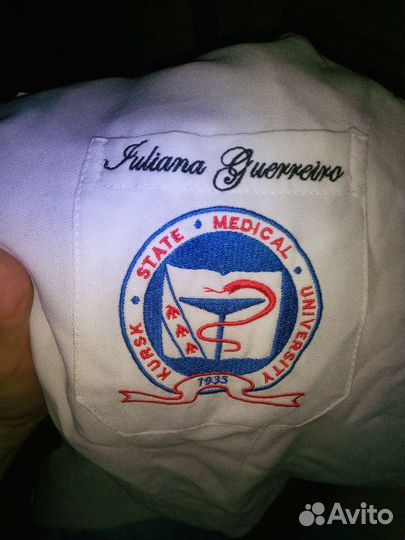 Iuliana Guerreiro
KURSK • STATE • MEDICAL • UNIVERSITY
1935
Avito